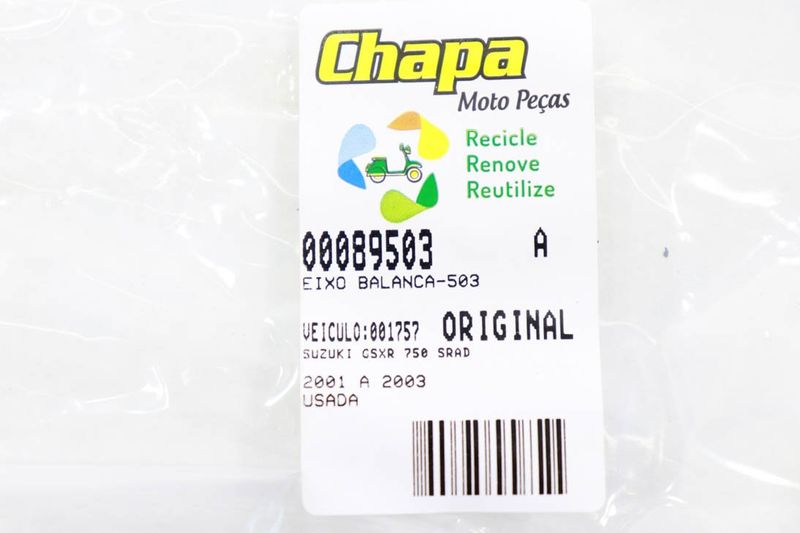 Chapa
Moto Peças
Recicle
Renove
Reutilize
00089503 A
EIXO BALANCA-503
VEICULO:001757 ORIGINAL
SUZUKI GSXR 750 SRAD
2001 A 2003
USADA